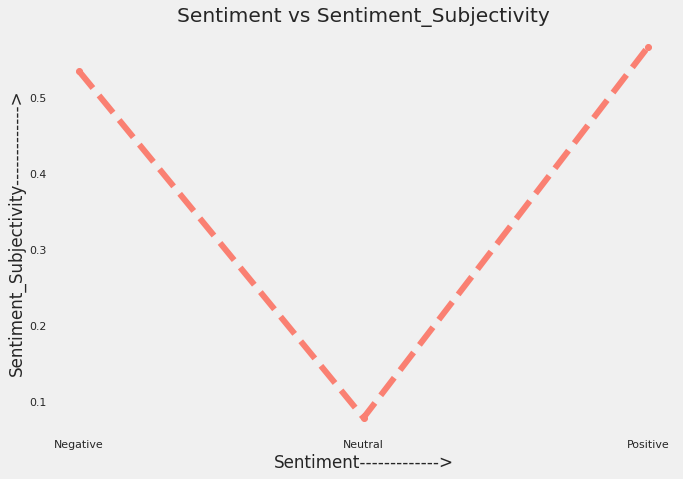 Sentiment vs Sentiment_Subjectivity
Sentiment_Subjectivity------------->
0.5
0.4
0.3
0.2
0.1
Negative
Neutral
Positive
Sentiment------------->